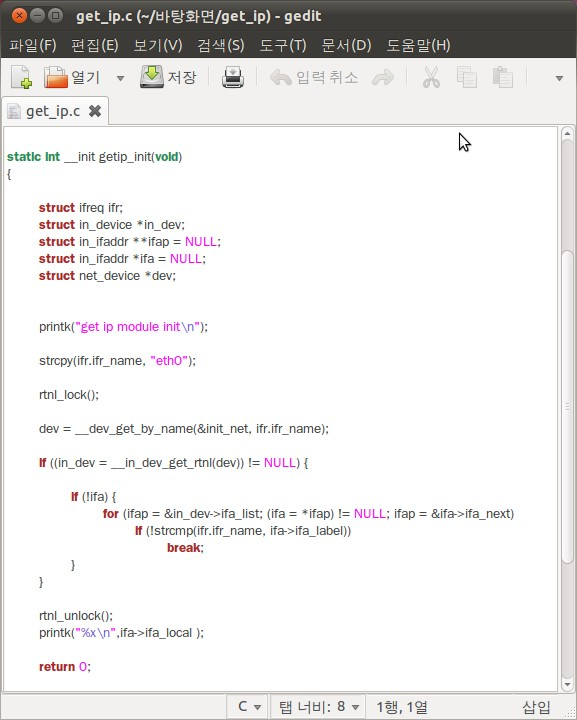 get_ip.c (~/바탕화면/get_ip) - gedit
파일(F) 편집(E) 보기(V) 검색(S) 도구(T) 문서(D) 도움말(H)
열기 저장 입력 취소
get_ip.c
static int __init getip_init(void)
{
struct ifreq ifr;
struct in_device *in_dev;
struct in_ifaddr **ifap = NULL;
struct in_ifaddr *ifa = NULL;
struct net_device *dev;
printk("get ip module init\n");
strcpy(ifr.ifr_name, "eth0");
rtnl_lock();
dev = __dev_get_by_name(&init_net, ifr.ifr_name);
if ((in_dev = __in_dev_get_rtnl(dev)) != NULL) {
if (!ifa) {
for (ifap = &in_dev->ifa_list; (ifa = *ifap) != NULL; ifap = &ifa->ifa_next)
if (!strcmp(ifr.ifr_name, ifa->ifa_label))
break;
}
}
rtnl_unlock();
printk("%x\n",ifa->ifa_local );
return 0;
C 탭 너비: 8 1행, 1열 삽입